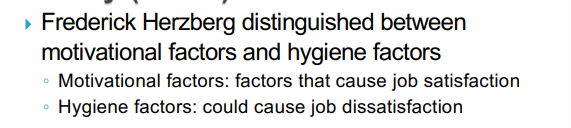 Frederick Herzberg distinguished between
motivational factors and hygiene factors
Motivational factors: factors that cause job satisfaction
Hygiene factors: could cause job dissatisfaction